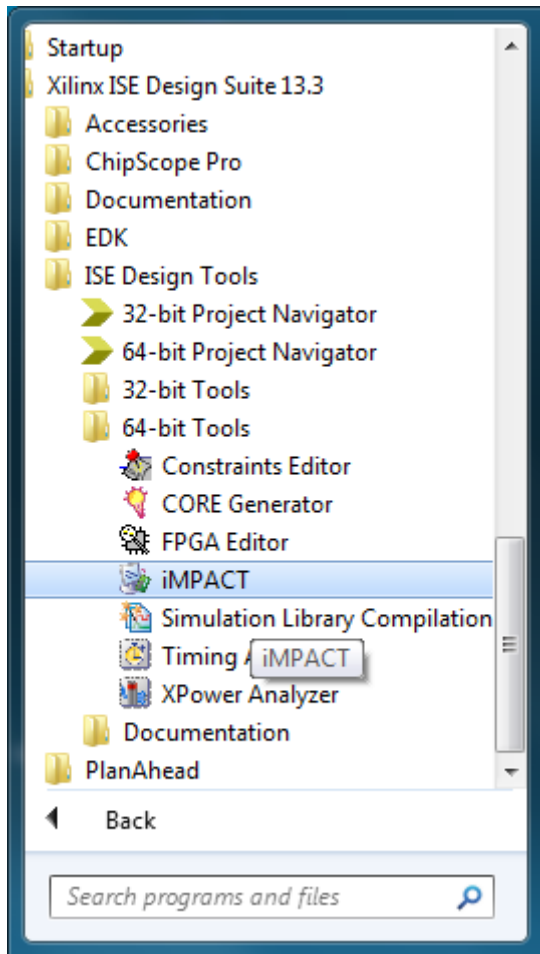 Startup
Xilinx ISE Design Suite 13.3
Accessories
ChipScope Pro
Documentation
EDK
ISE Design Tools
32-bit Project Navigator
64-bit Project Navigator
32-bit Tools
64-bit Tools
Constraints Editor
CORE Generator
FPGA Editor
iMPACT
Simulation Library Compilation
Timing A
iMPACT
XPower Analyzer
Documentation
PlanAhead
Back
Search programs and files